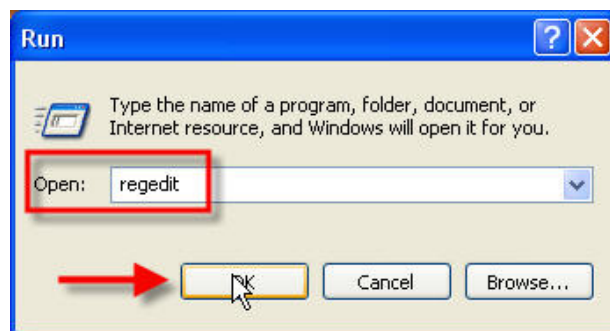 Run
Type the name of a program, folder, document, or
Internet resource, and Windows will open it for you.
Open: regedit
OK Cancel Browse...